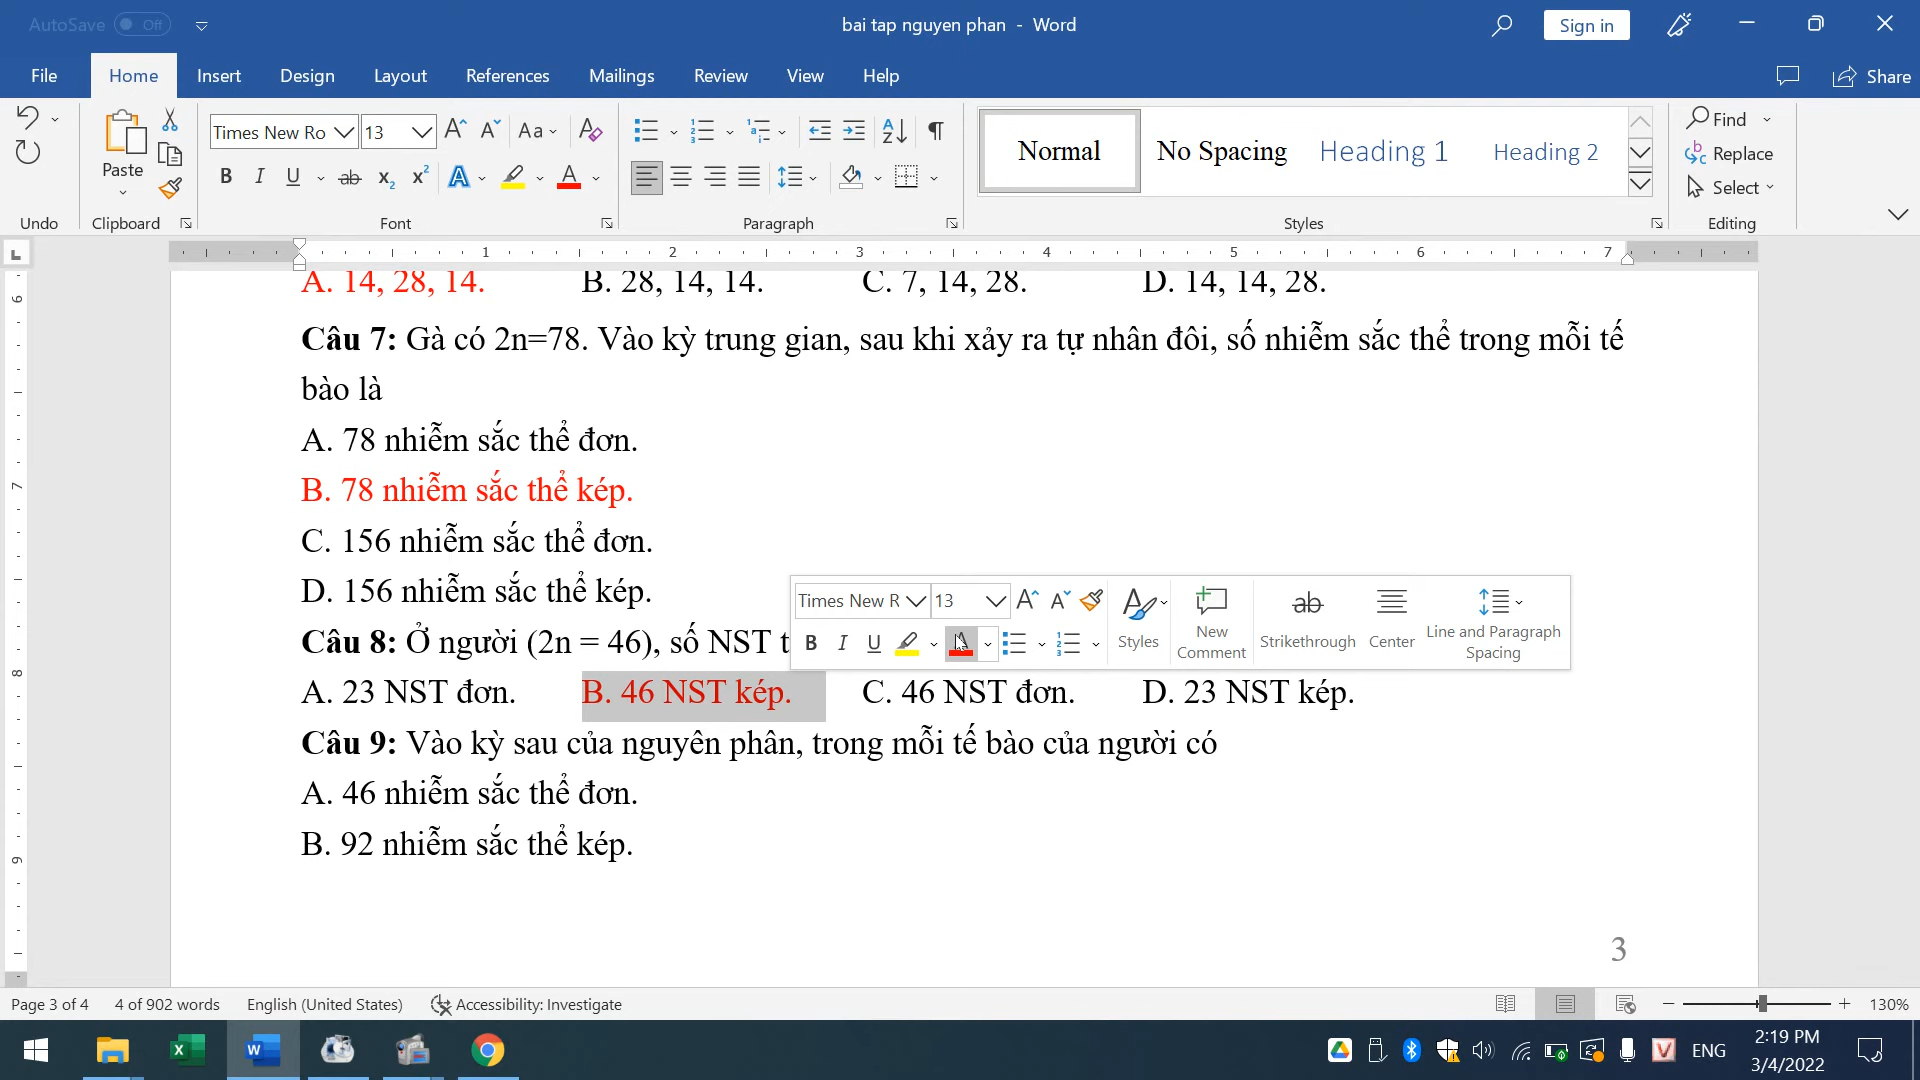 AutoSave Off
bai tap nguyen phan - Word
Sign in
File Home Insert Design Layout References Mailings Review View Help
Share
Times New Ro 13 Aa
Paste
Normal No Spacing Heading 1 Heading 2
Find
Replace
Select
Undo Clipboard Font Paragraph Styles Editing
1 2 3 4 5 6 7
A. 14, 28, 14. B. 28, 14, 14. C. 7, 14, 28. D. 14, 14, 28.
Câu 7: Gà có 2n=78. Vào kỳ trung gian, sau khi xảy ra tự nhân đôi, số nhiễm sắc thể trong mỗi tế
bào là
A. 78 nhiễm sắc thể đơn.
B. 78 nhiễm sắc thể kép.
C. 156 nhiễm sắc thể đơn.
D. 156 nhiễm sắc thể kép.
Times New R 13
Styles
New Comment
Strikethrough
Center
Line and Paragraph Spacing
Câu 8: Ở người (2n = 46), số NST t
A. 23 NST đơn. B. 46 NST kép. C. 46 NST đơn. D. 23 NST kép.
Câu 9: Vào kỳ sau của nguyên phân, trong mỗi tế bào của người có
A. 46 nhiễm sắc thể đơn.
B. 92 nhiễm sắc thể kép.
3
Page 3 of 4 4 of 902 words English (United States) Accessibility: Investigate 130%
ENG
2:19 PM
3/4/2022